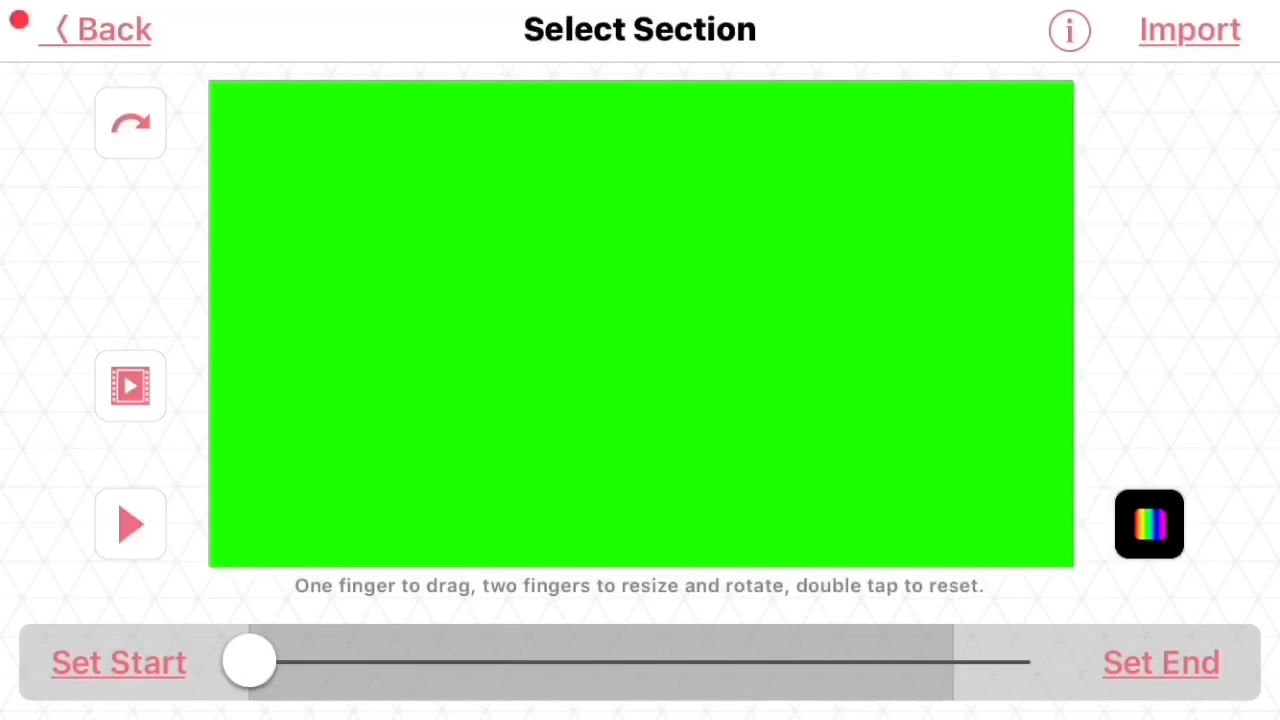 Back
Select Section
i
Import
One finger to drag, two fingers to resize and rotate, double tap to reset.
Set Start
Set End